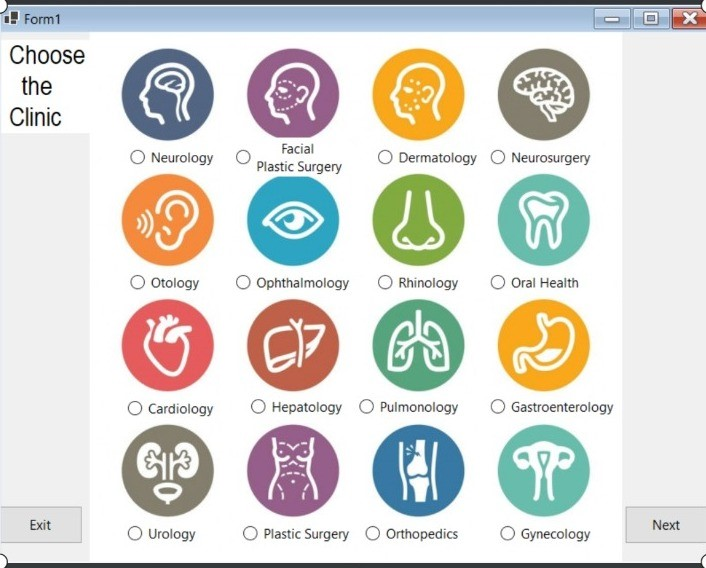 Form1
Choose
the
Clinic
Neurology
Facial
Plastic Surgery
Dermatology
Neurosurgery
Otology
Ophthalmology
Rhinology
Oral Health
Cardiology
Hepatology
Pulmonology
Gastroenterology
Urology
Plastic Surgery
Orthopedics
Gynecology
Exit
Next